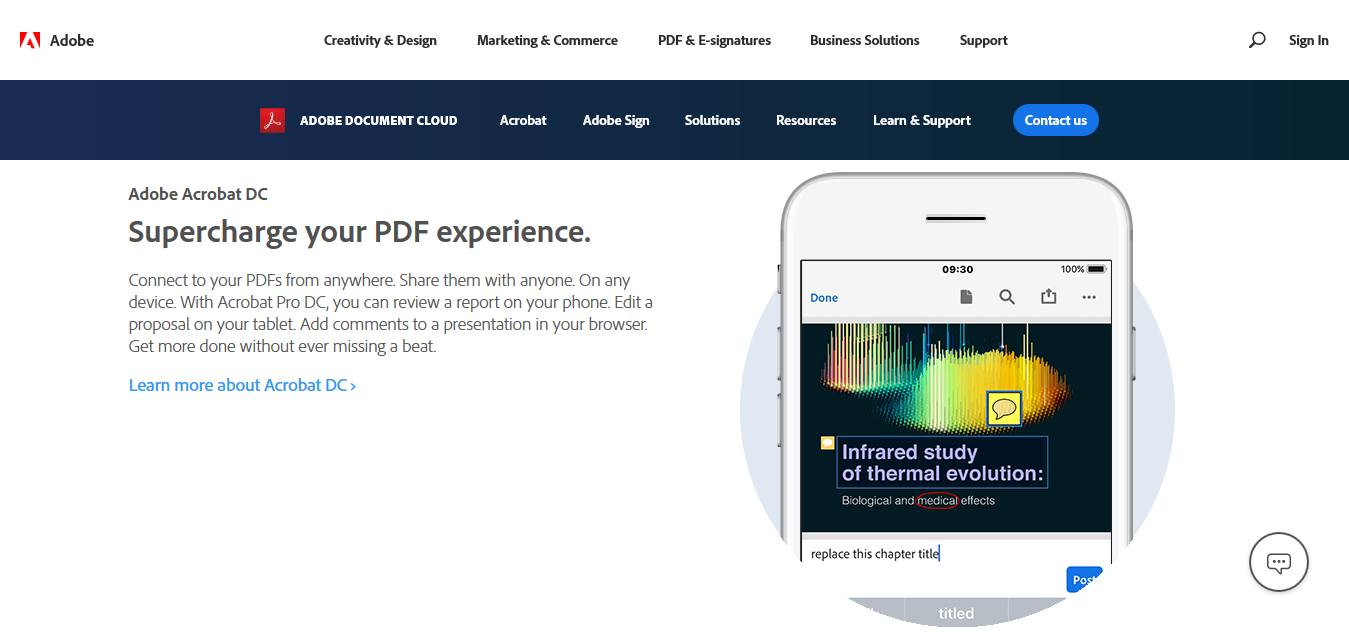 Adobe
Creativity & Design
Marketing & Commerce
PDF & E-signatures
Business Solutions
Support
Sign In
ADOBE DOCUMENT CLOUD
Acrobat
Adobe Sign
Solutions
Resources
Learn & Support
Contact us
Adobe Acrobat DC
Supercharge your PDF experience.
Connect to your PDFs from anywhere. Share them with anyone. On any
device. With Acrobat Pro DC, you can review a report on your phone. Edit a
proposal on your tablet. Add comments to a presentation in your browser.
Get more done without ever missing a beat.
Learn more about Acrobat DC ›
09:30
100%
Done
Infrared study
of thermal evolution:
Biological and medical effects
replace this chapter title
Post
titled